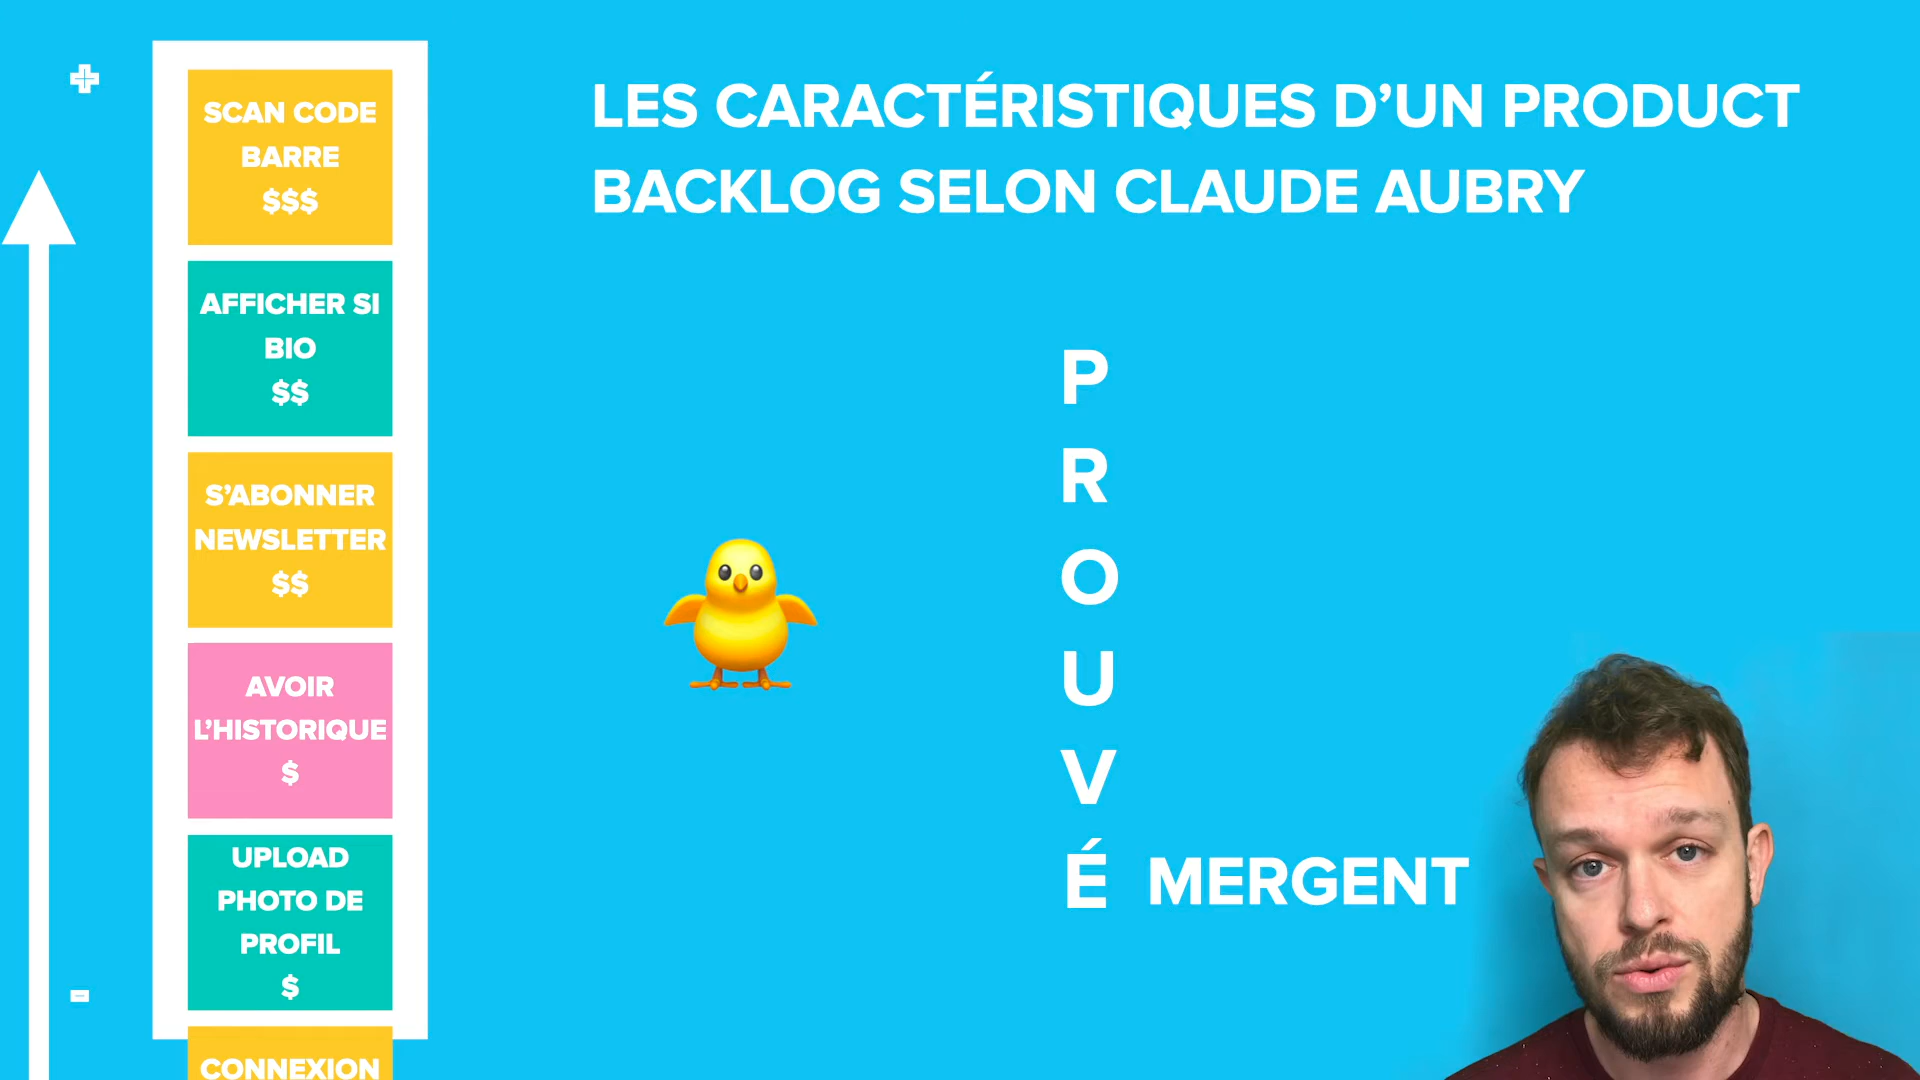 SCAN CODE
BARRE
$$$
AFFICHER SI
BIO
$$
S’ABONNER
NEWSLETTER
$$
AVOIR
L’HISTORIQUE
$
UPLOAD
PHOTO DE
PROFIL
$
CONNEXION
LES CARACTÉRISTIQUES D’UN PRODUCT
BACKLOG SELON CLAUDE AUBRY
P
R
O
U
V
É MERGENT